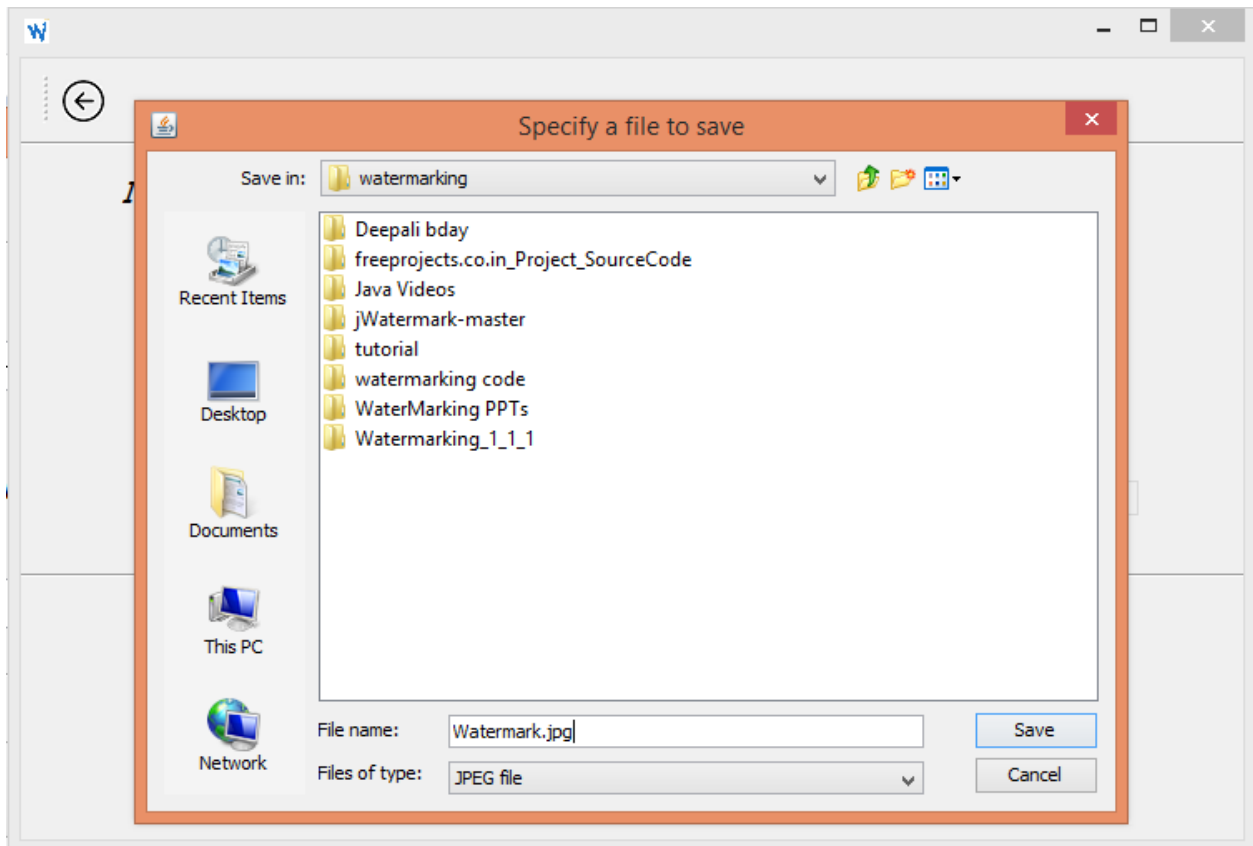 W
Specify a file to save
Save in:
watermarking
Deepali bday
freeprojects.co.in_Project_SourceCode
Java Videos
jWatermark-master
tutorial
watermarking code
WaterMarking PPTs
Watermarking_1_1_1
Recent Items
Desktop
Documents
This PC
Network
File name:
Watermark.jpg
Save
Files of type:
JPEG file
Cancel